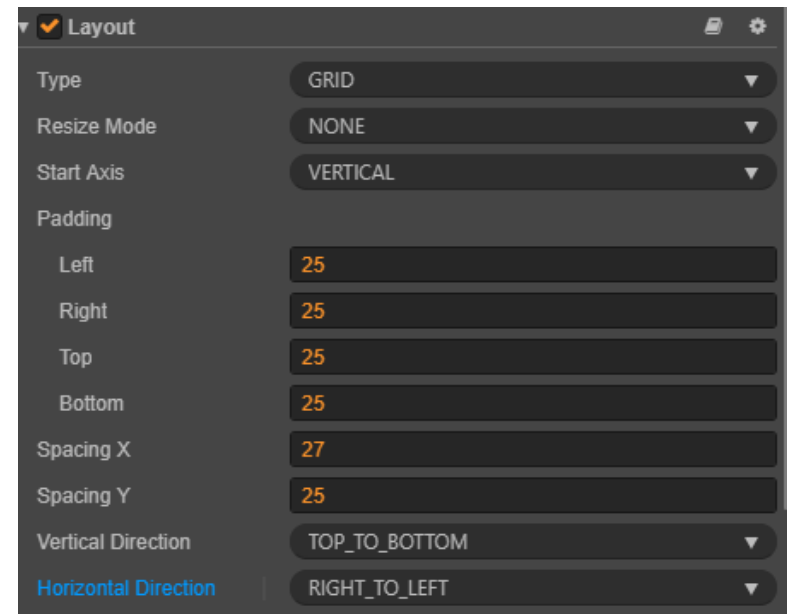 Layout
Type GRID
Resize Mode NONE
Start Axis VERTICAL
Padding
Left 25
Right 25
Top 25
Bottom 25
Spacing X 27
Spacing Y 25
Vertical Direction TOP_TO_BOTTOM
Horizontal Direction RIGHT_TO_LEFT